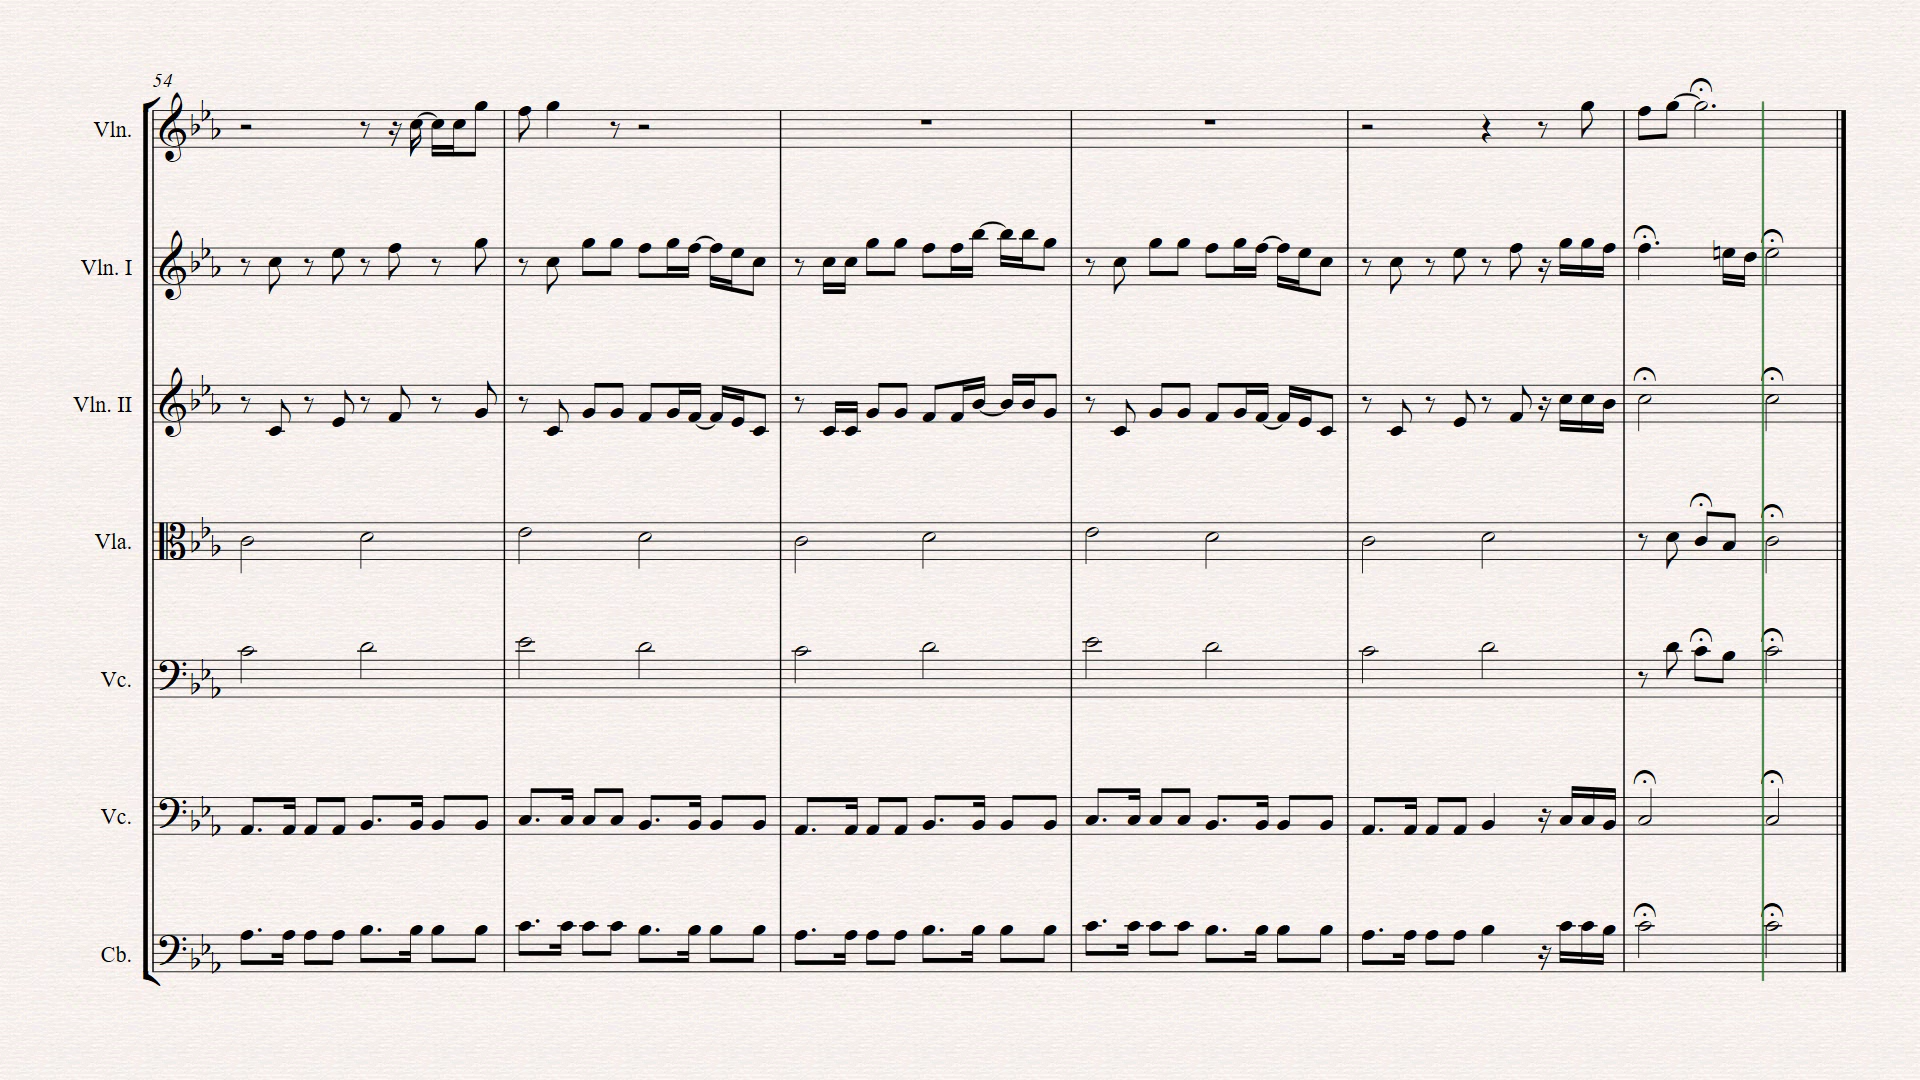 54
Vln.
Vln. I
Vln. II
Vla.
Vc.
Vc.
Cb.